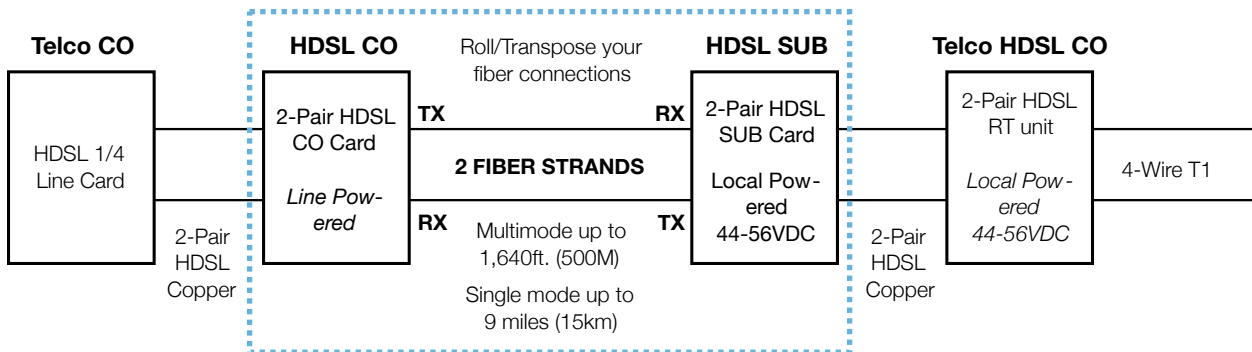 Telco CO
HDSL CO
Roll/Transpose your
fiber connections
HDSL SUB
Telco HDSL CO
HDSL 1/4
Line Card
2-Pair
HDSL
Copper
2-Pair HDSL
CO Card
Line Pow-
ered
TX
RX
2 FIBER STRANDS
Multimode up to
1,640ft. (500M)
Single mode up to
9 miles (15km)
RX
TX
2-Pair HDSL
SUB Card
Local Pow-
ered
44-56VDC
2-Pair
HDSL
Copper
2-Pair HDSL
RT unit
Local Pow-
ered
44-56VDC
4-Wire T1